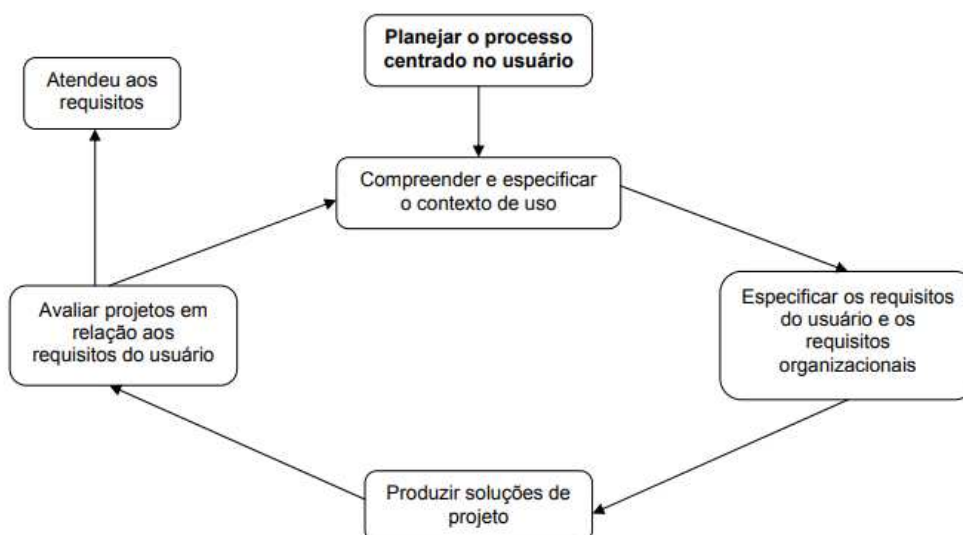 Planejar o processo
centrado no usuário
Atendeu aos
requisitos
Compreender e especificar
o contexto de uso
Avaliar projetos em
relação aos
requisitos do usuário
Especificar os requisitos
do usuário e os
requisitos
organizacionais
Produzir soluções de
projeto